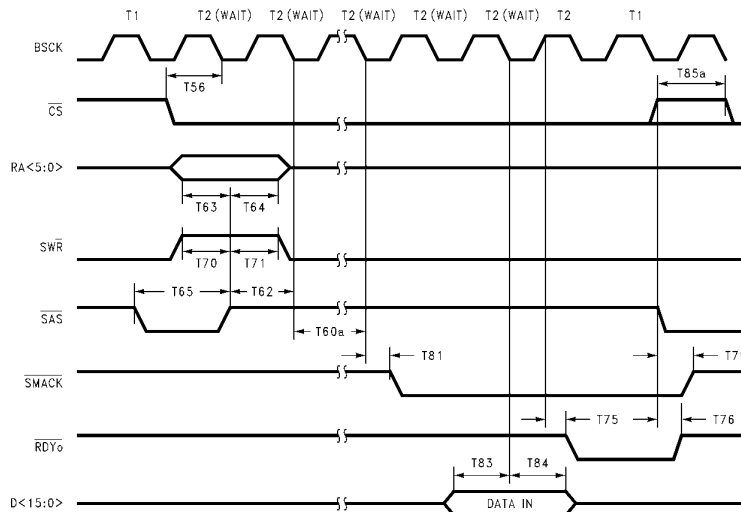 T1 T2 (WAIT) T2 (WAIT) T2 (WAIT) T2 (WAIT) T2 (WAIT) T2 T1
BSCK
T56
T85a
CS
RA<5:0>
T63 T64
SWR
T70 T71
T65 T62
SAS
T60a
T81
SMACK
T75 T76
RDYo
T83 T84
D<15:0>
DATA IN